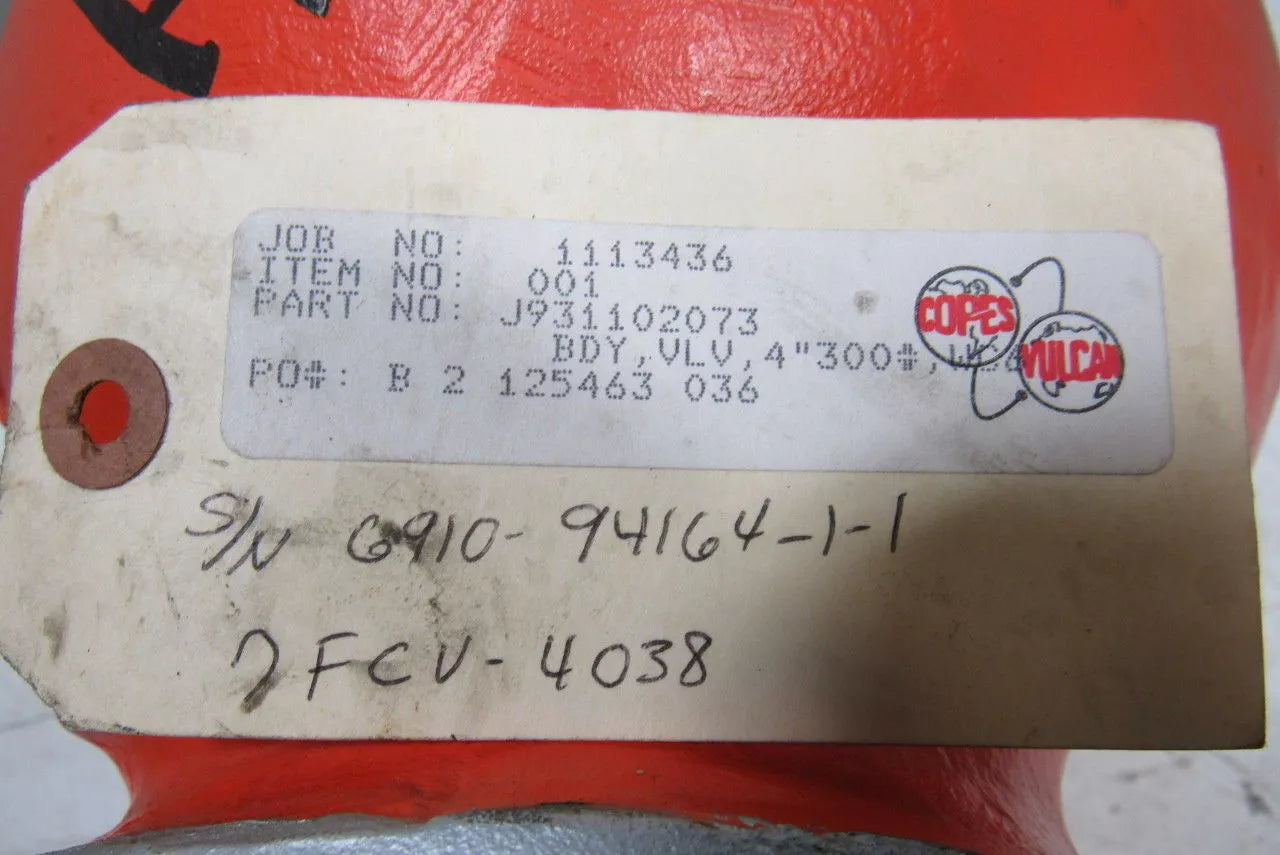 JOB NO: 1113436
ITEM NO: 001
PART NO: J931102073
BDY,VLV,4"300#,
PO#: B 2 125463 036
COPES
VULCAN
S/N 6910-94164-1-1
7FCV-4038